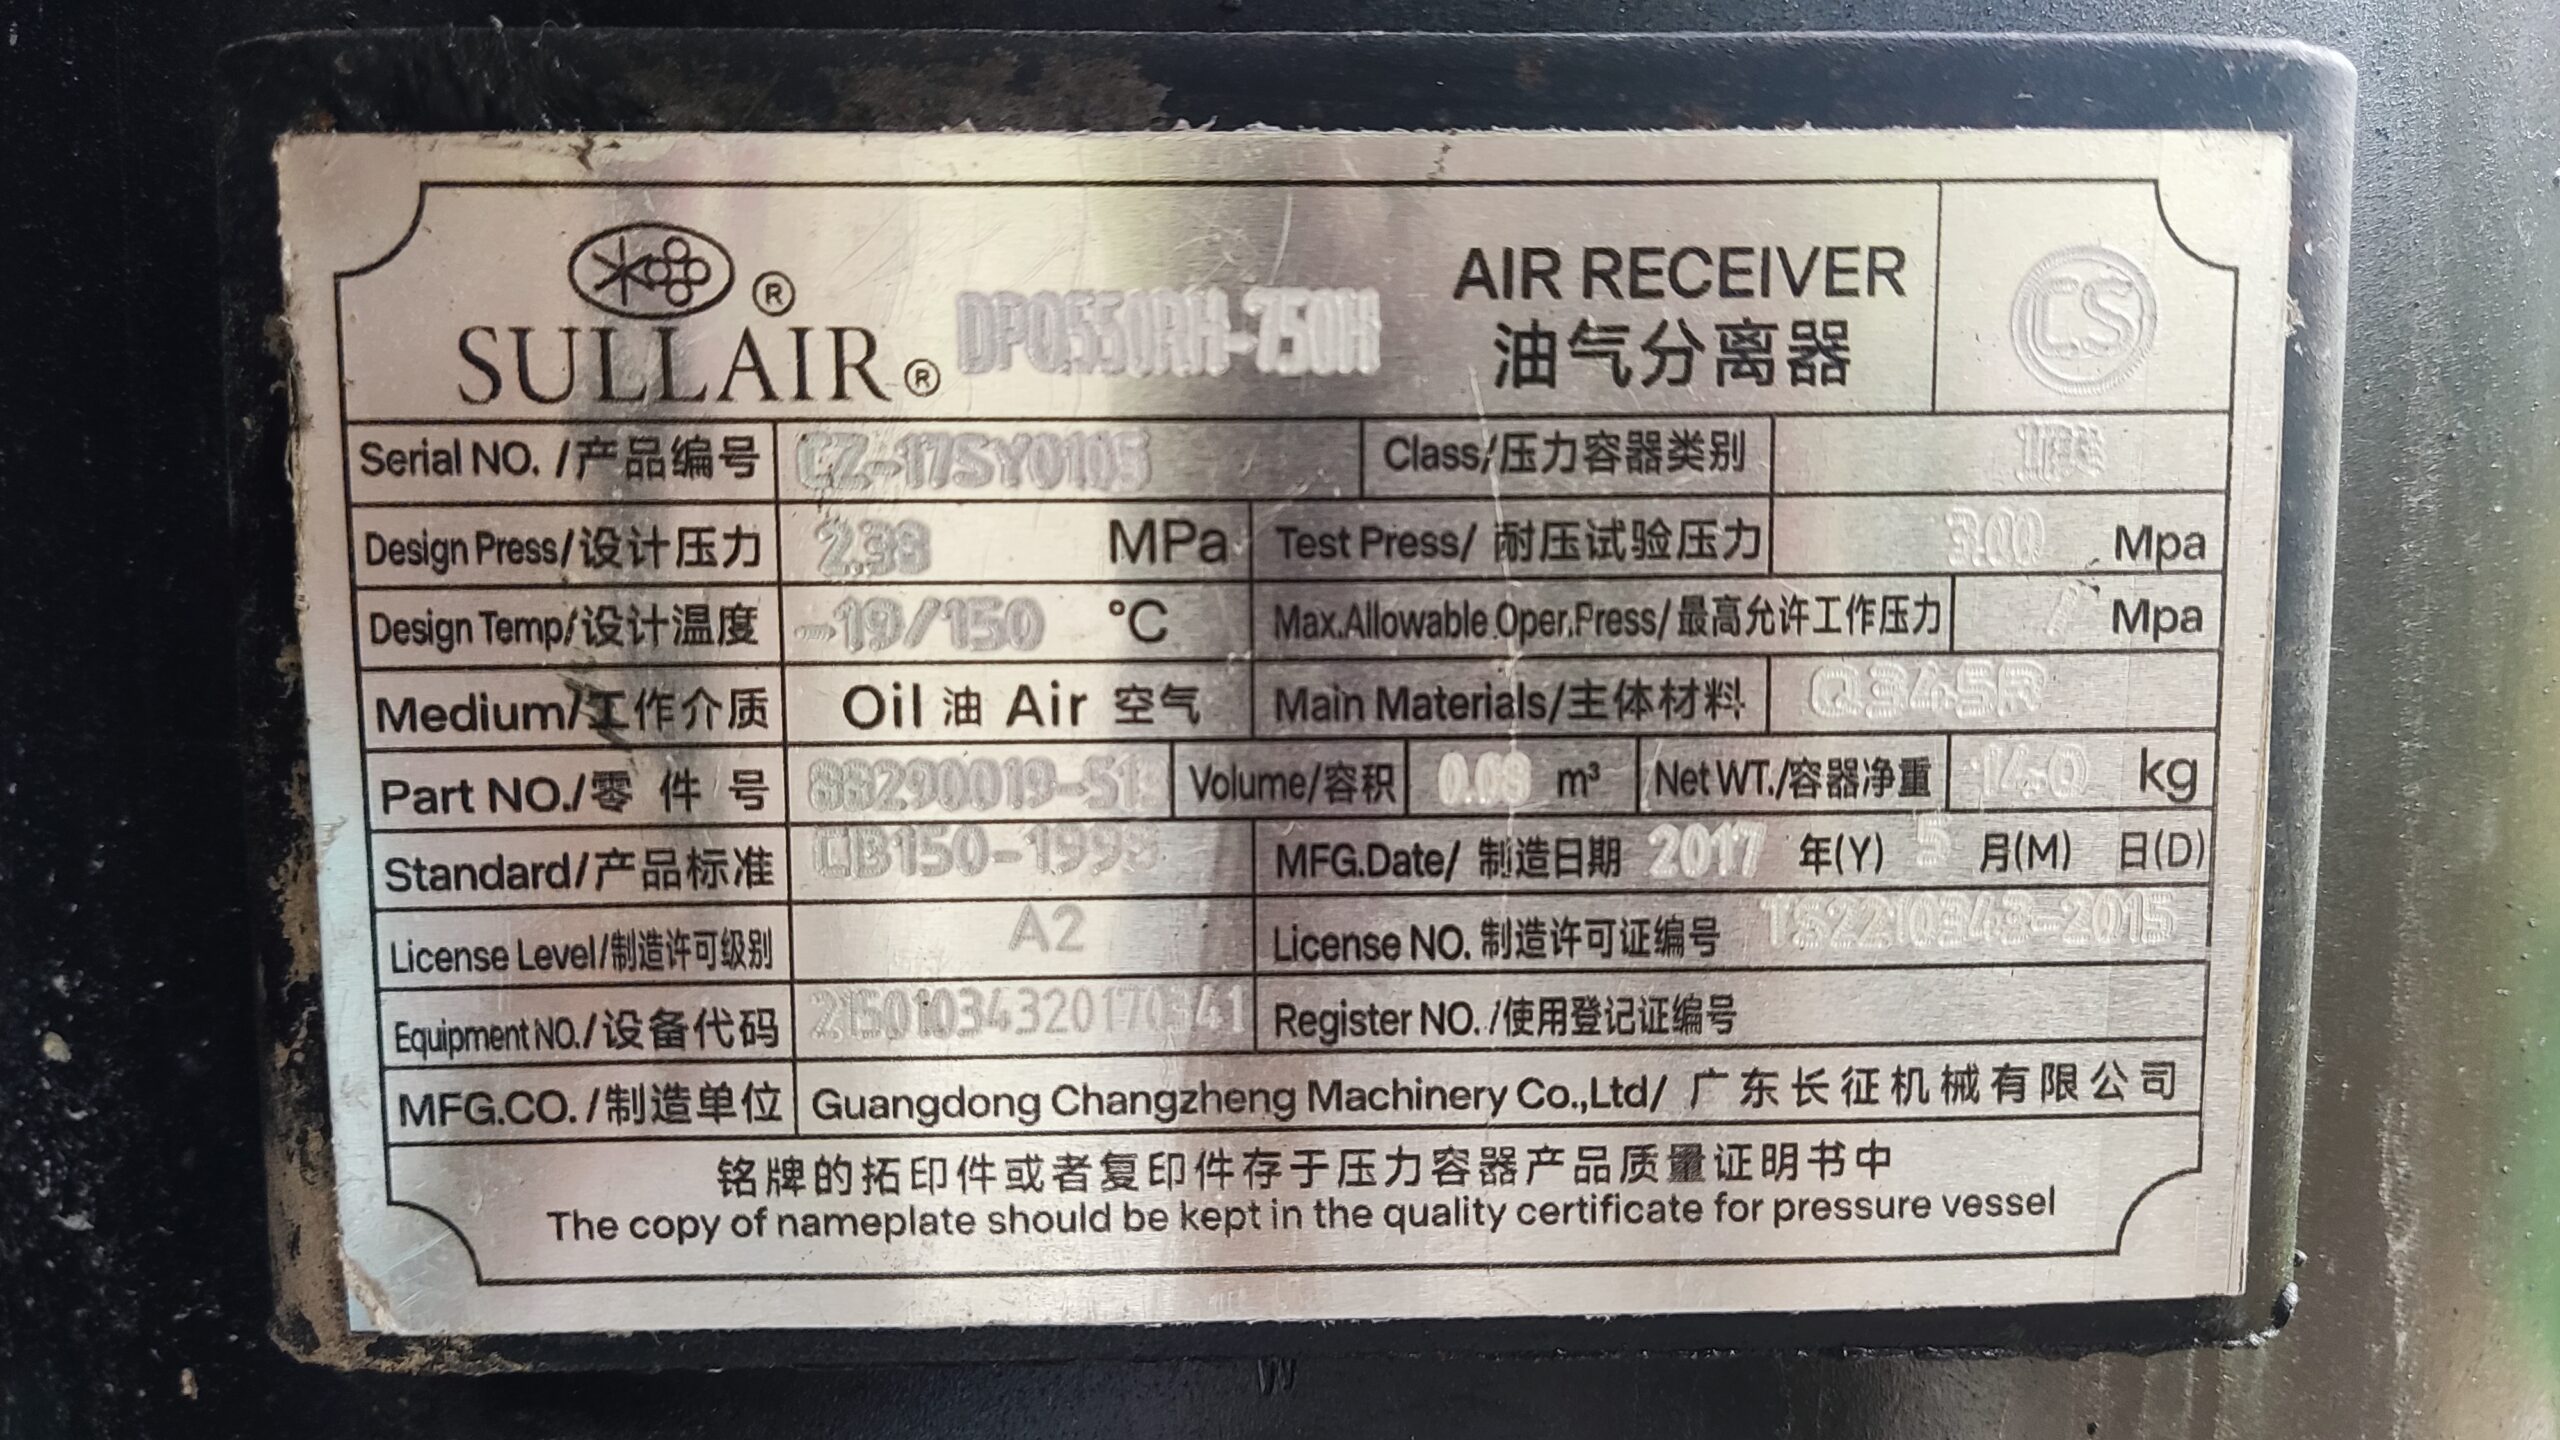 SULLAIR® DPQ550RH-750H AIR RECEIVER CS
油气分离器
Serial NO. /产品编号 CZ-17SY0105 Class/压力容器类别
Design Press/设计压力 2.38 MPa Test Press/ 耐压试验压力 3.00 Mpa
Design Temp/设计温度 -19/150 °C Max.Allowable Oper.Press/最高允许工作压力 / Mpa
Medium/工作介质 Oil 油 Air 空气 Main Materials/主体材料 Q345R
Part NO./零 件 号 Volume/容积 0.09 m³ Net WT./容器净重 140 kg
Standard/产品标准 MFG.Date/ 制造日期 2017 年(Y) 5 月(M) 日(D)
License Level/制造许可级别 A2 License NO. 制造许可证编号 TS2210343-2015
Equipment NO./设备代码 Register NO./使用登记证编号
MFG.CO. /制造单位 Guangdong Changzheng Machinery Co.,Ltd/ 广东长征机械有限公司
铭牌的拓印件或者复印件存于压力容器产品质量证明书中
The copy of nameplate should be kept in the quality certificate for pressure vessel